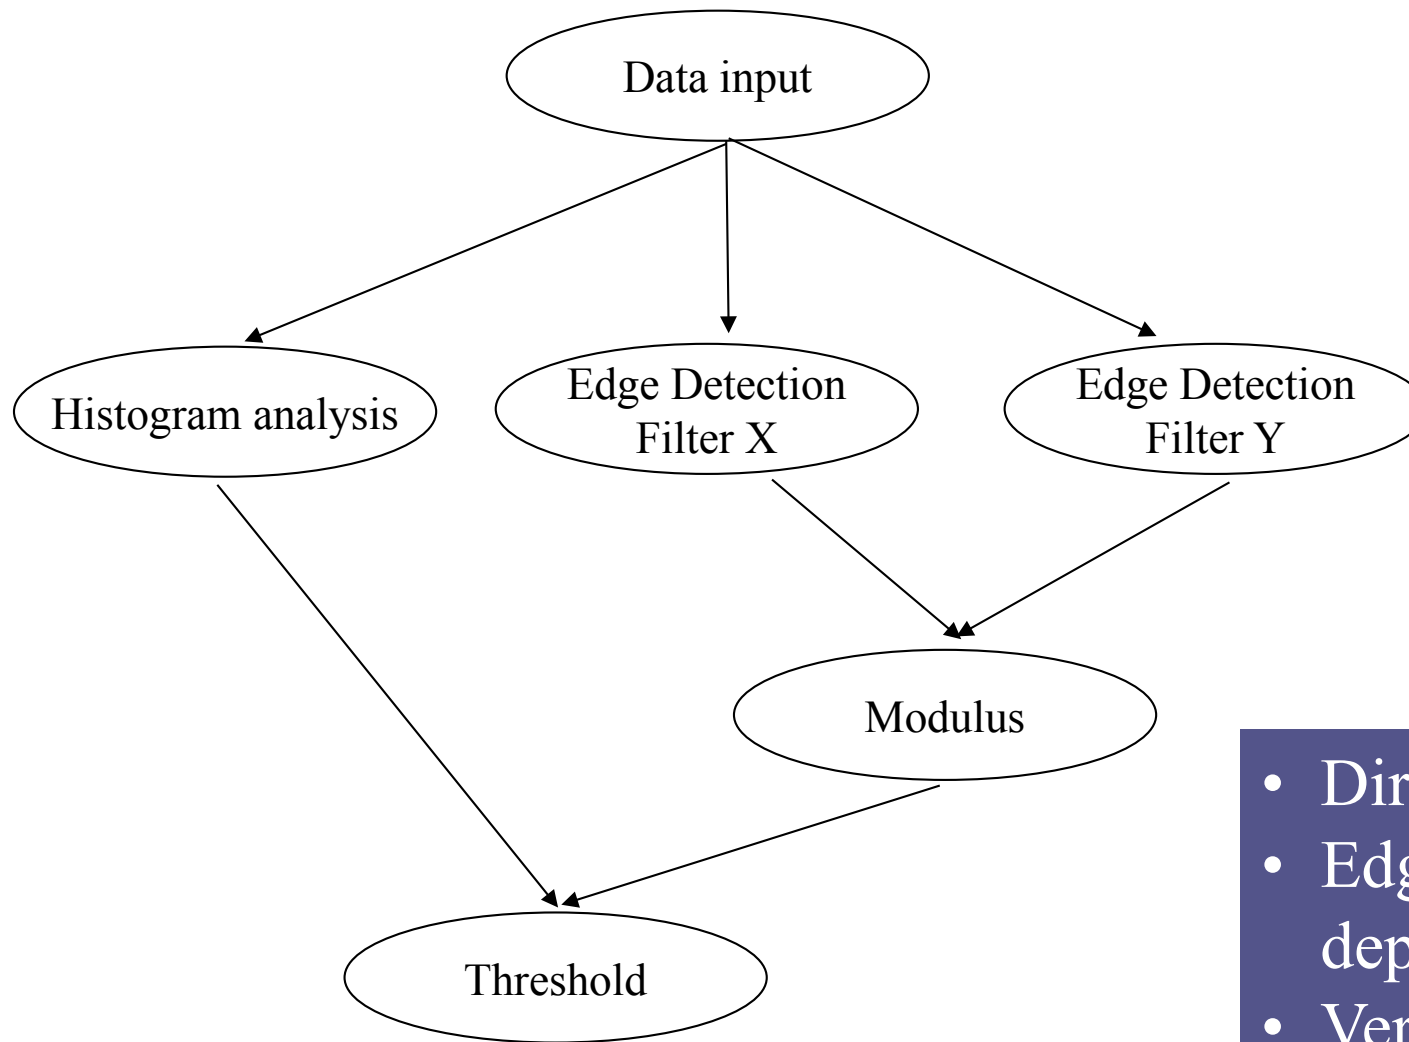 Data input
Histogram analysis
Edge Detection
Filter X
Edge Detection
Filter Y
Modulus
Threshold